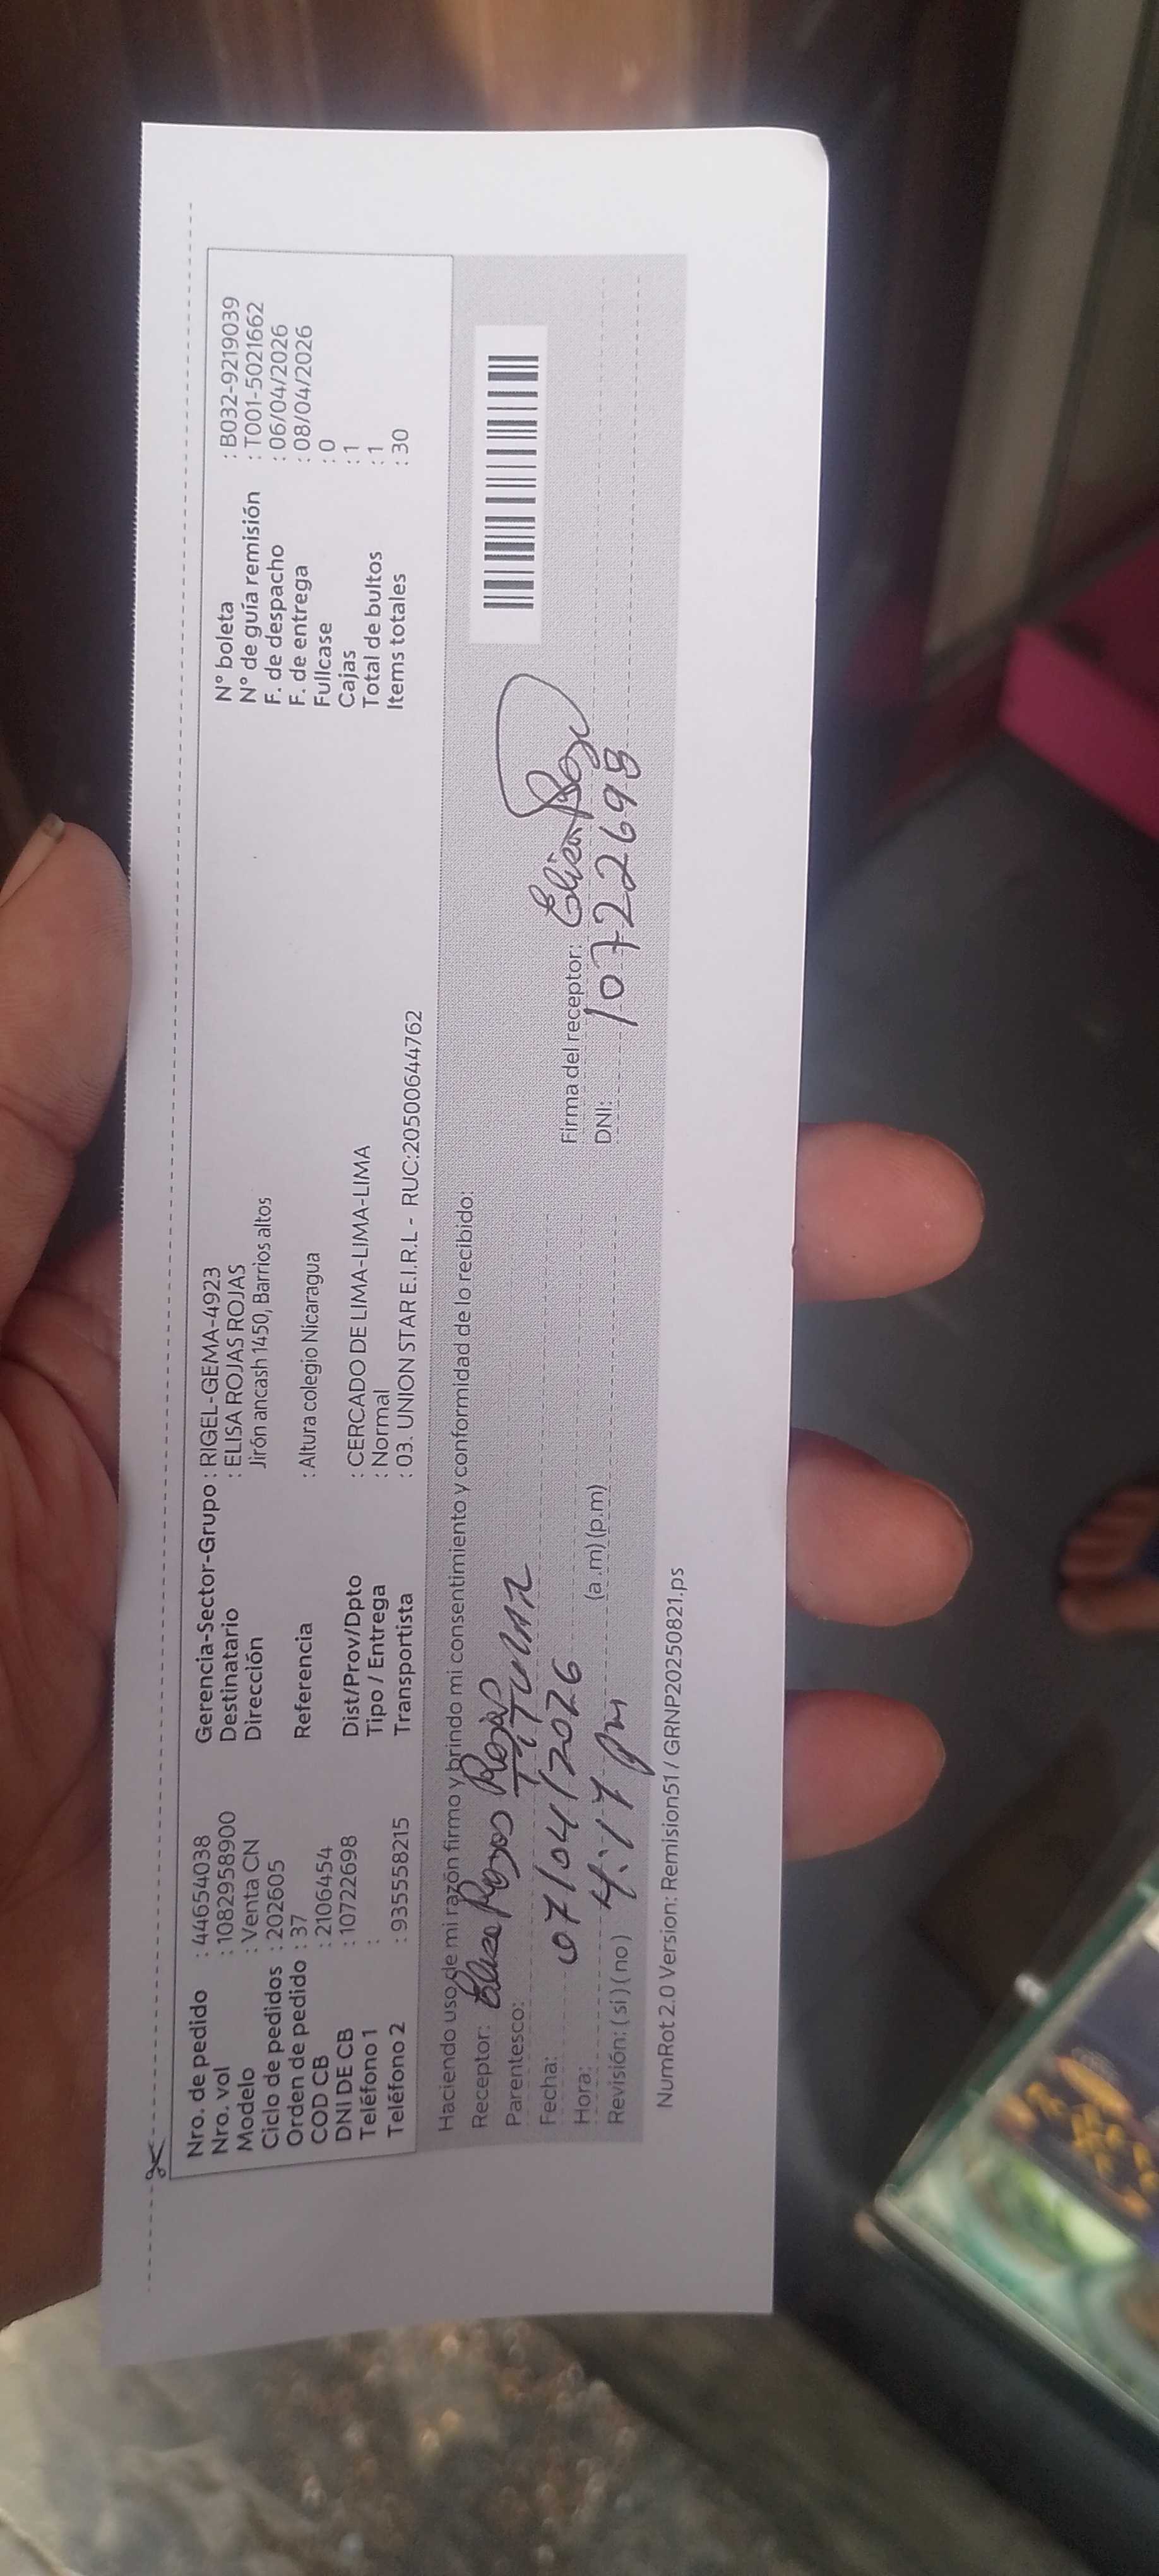 Nro. de pedido : 44654038
Nro. vol : 1082958900
Modelo : Venta CN
Ciclo de pedidos : 202605
Orden de pedido : 37
COD CB : 2106454
DNI DE CB : 10722698
Teléfono 1 :
Teléfono 2 : 935558215
Gerencia-Sector-Grupo : RIGEL-GEMA-4923
Destinatario : ELISA ROJAS ROJAS
Dirección Jirón ancash 1450, Barrios altos
Referencia : Altura colegio Nicaragua
Dist/Prov/Dpto : CERCADO DE LIMA-LIMA-LIMA
Tipo / Entrega : Normal
Transportista : 03. UNION STAR E.I.R.L - RUC:20500644762
N° boleta : B032-9219039
N° de guía remisión : T001-5021662
F. de despacho : 06/04/2026
F. de entrega : 08/04/2026
Fullcase : 0
Cajas : 1
Total de bultos : 1
Items totales : 30
Haciendo uso de mi razón firmo y brindo mi consentimiento y conformidad de lo recibido:
Receptor: Elisa Rojas Rojas
Parentesco: TiTular
Fecha: 07/04/2026
Hora: 4:17 pm (a.m) (p.m)
Revisión: ( si ) ( no )
Firma del receptor: Elisa Rojas
DNI: 10722698
NumRot 2.0 Version: Remision51 / GRNP20250821.ps